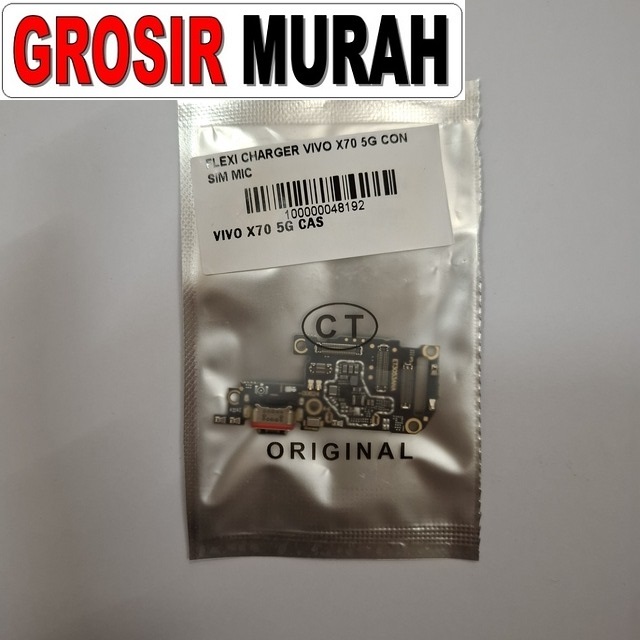 GROSIR MURAH
FLEXI CHARGER VIVO X70 5G CON
SIM MIC
100000048192
VIVO X70 5G CAS
CT
ORIGINAL